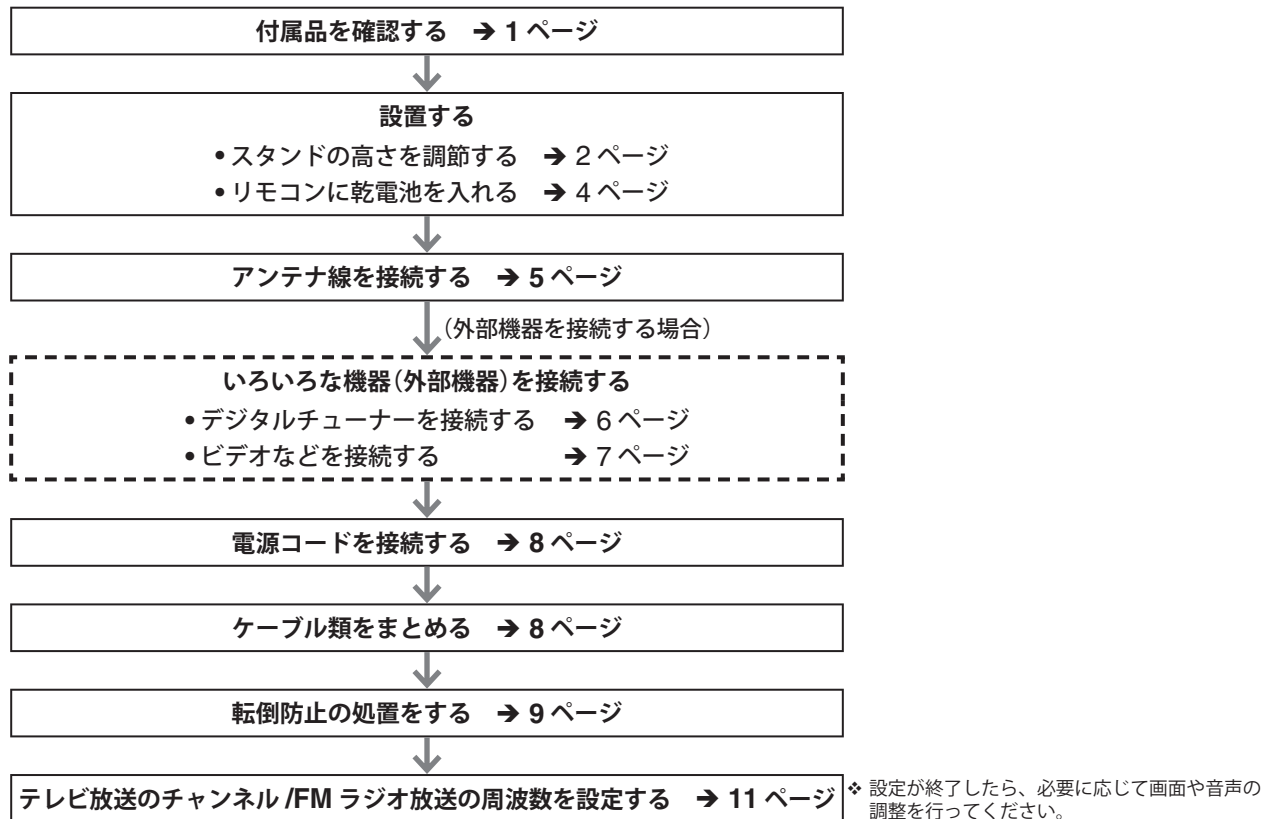 付属品を確認する ➔ 1 ページ
設置する
•スタンドの高さを調節する ➔ 2 ページ
•リモコンに乾電池を入れる ➔ 4 ページ
アンテナ線を接続する ➔ 5 ページ
（外部機器を接続する場合）
いろいろな機器（外部機器）を接続する
•デジタルチューナーを接続する ➔ 6 ページ
•ビデオなどを接続する ➔ 7 ページ
電源コードを接続する ➔ 8 ページ
ケーブル類をまとめる ➔ 8 ページ
転倒防止の処置をする ➔ 9 ページ
テレビ放送のチャンネル /FM ラジオ放送の周波数を設定する ➔ 11 ページ
❖ 設定が終了したら、必要に応じて画面や音声の
調整を行ってください。